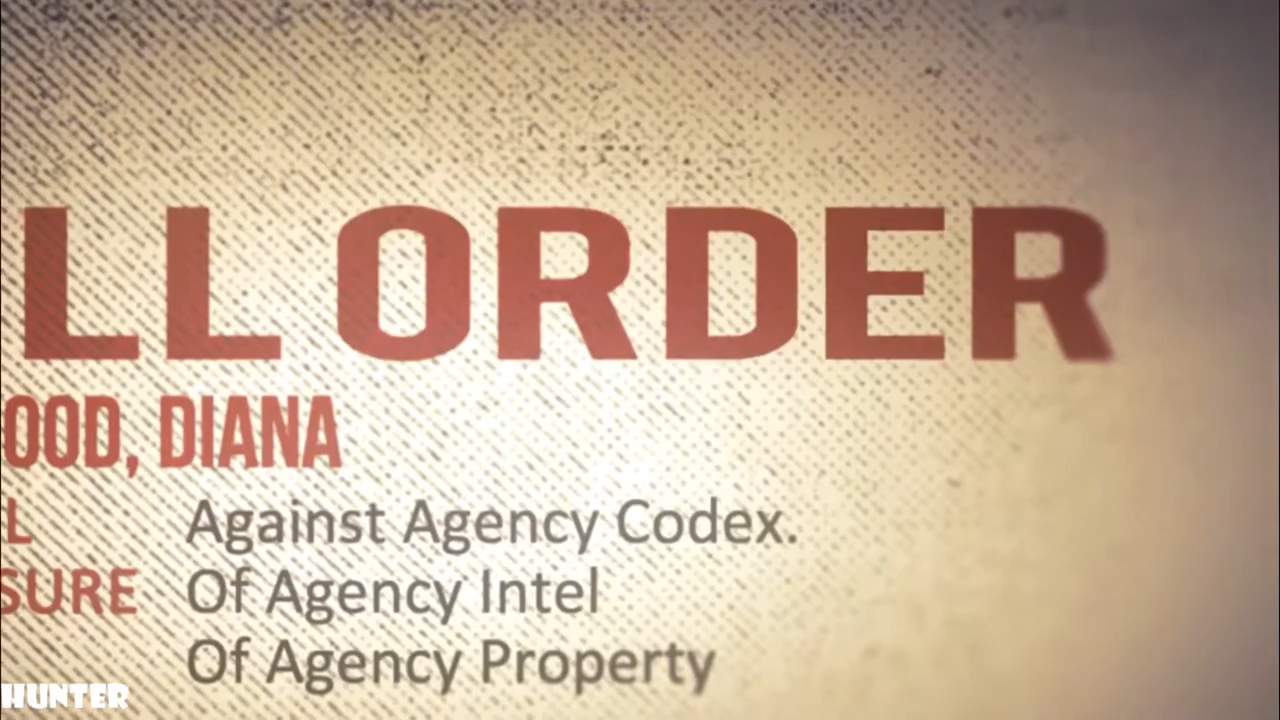 LL ORDER
OOD, DIANA
L Against Agency Codex.
SURE Of Agency Intel
Of Agency Property
HUNTER